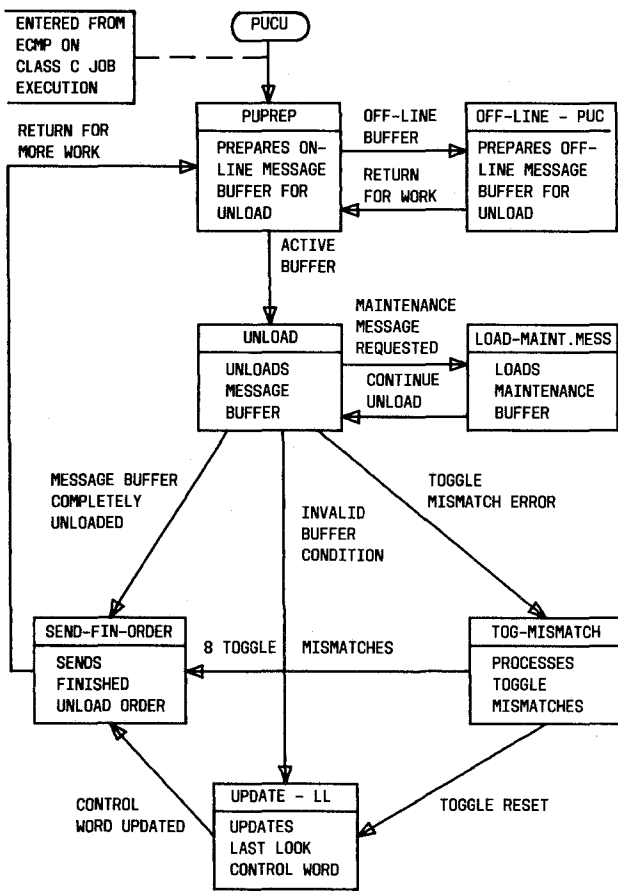 ENTERED FROM
ECMP ON
CLASS C JOB
EXECUTION
PUCU
RETURN FOR
MORE WORK
PUPREP
PREPARES ON-
LINE MESSAGE
BUFFER FOR
UNLOAD
OFF-LINE
BUFFER
RETURN
FOR WORK
OFF-LINE - PUC
PREPARES OFF-
LINE MESSAGE
BUFFER FOR
UNLOAD
ACTIVE
BUFFER
UNLOAD
UNLOADS
MESSAGE
BUFFER
MAINTENANCE
MESSAGE
REQUESTED
CONTINUE
UNLOAD
LOAD-MAINT.MESS
LOADS
MAINTENANCE
BUFFER
MESSAGE BUFFER
COMPLETELY
UNLOADED
INVALID
BUFFER
CONDITION
TOGGLE
MISMATCH ERROR
SEND-FIN-ORDER
SENDS
FINISHED
UNLOAD ORDER
8 TOGGLE MISMATCHES
TOG-MISMATCH
PROCESSES
TOGGLE
MISMATCHES
CONTROL
WORD UPDATED
UPDATE - LL
UPDATES
LAST LOOK
CONTROL WORD
TOGGLE RESET